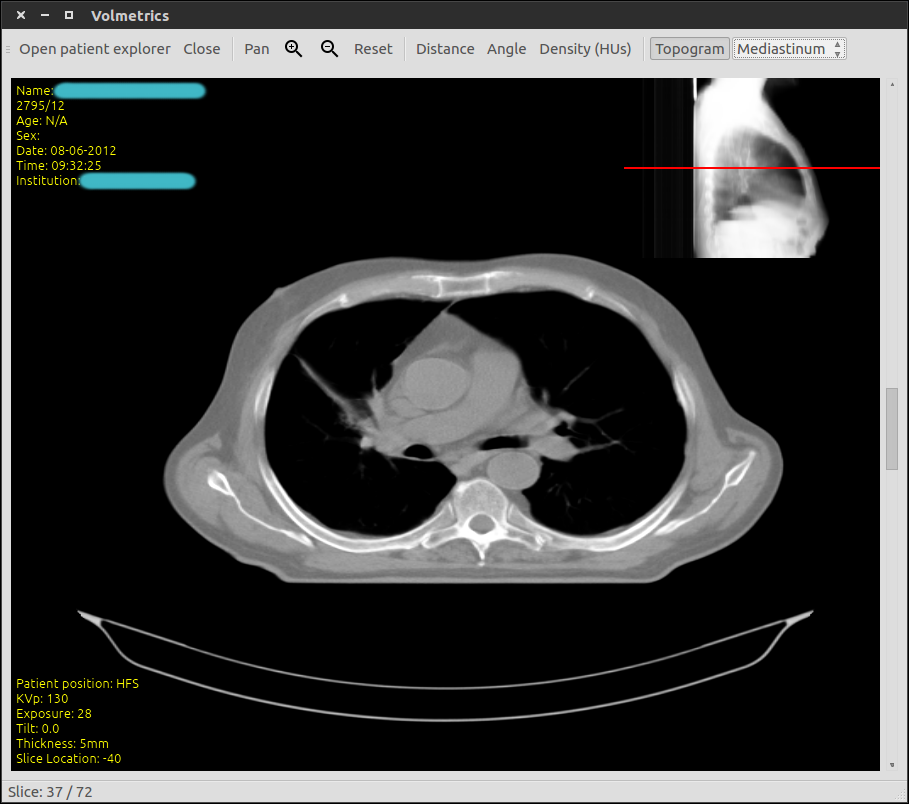 Volmetrics
Open patient explorer Close Pan Reset Distance Angle Density (HUs) Topogram Mediastinum
Name:
2795/12
Age: N/A
Sex:
Date: 08-06-2012
Time: 09:32:25
Institution:
Patient position: HFS
KVp: 130
Exposure: 28
Tilt: 0.0
Thickness: 5mm
Slice Location: -40
Slice: 37 / 72